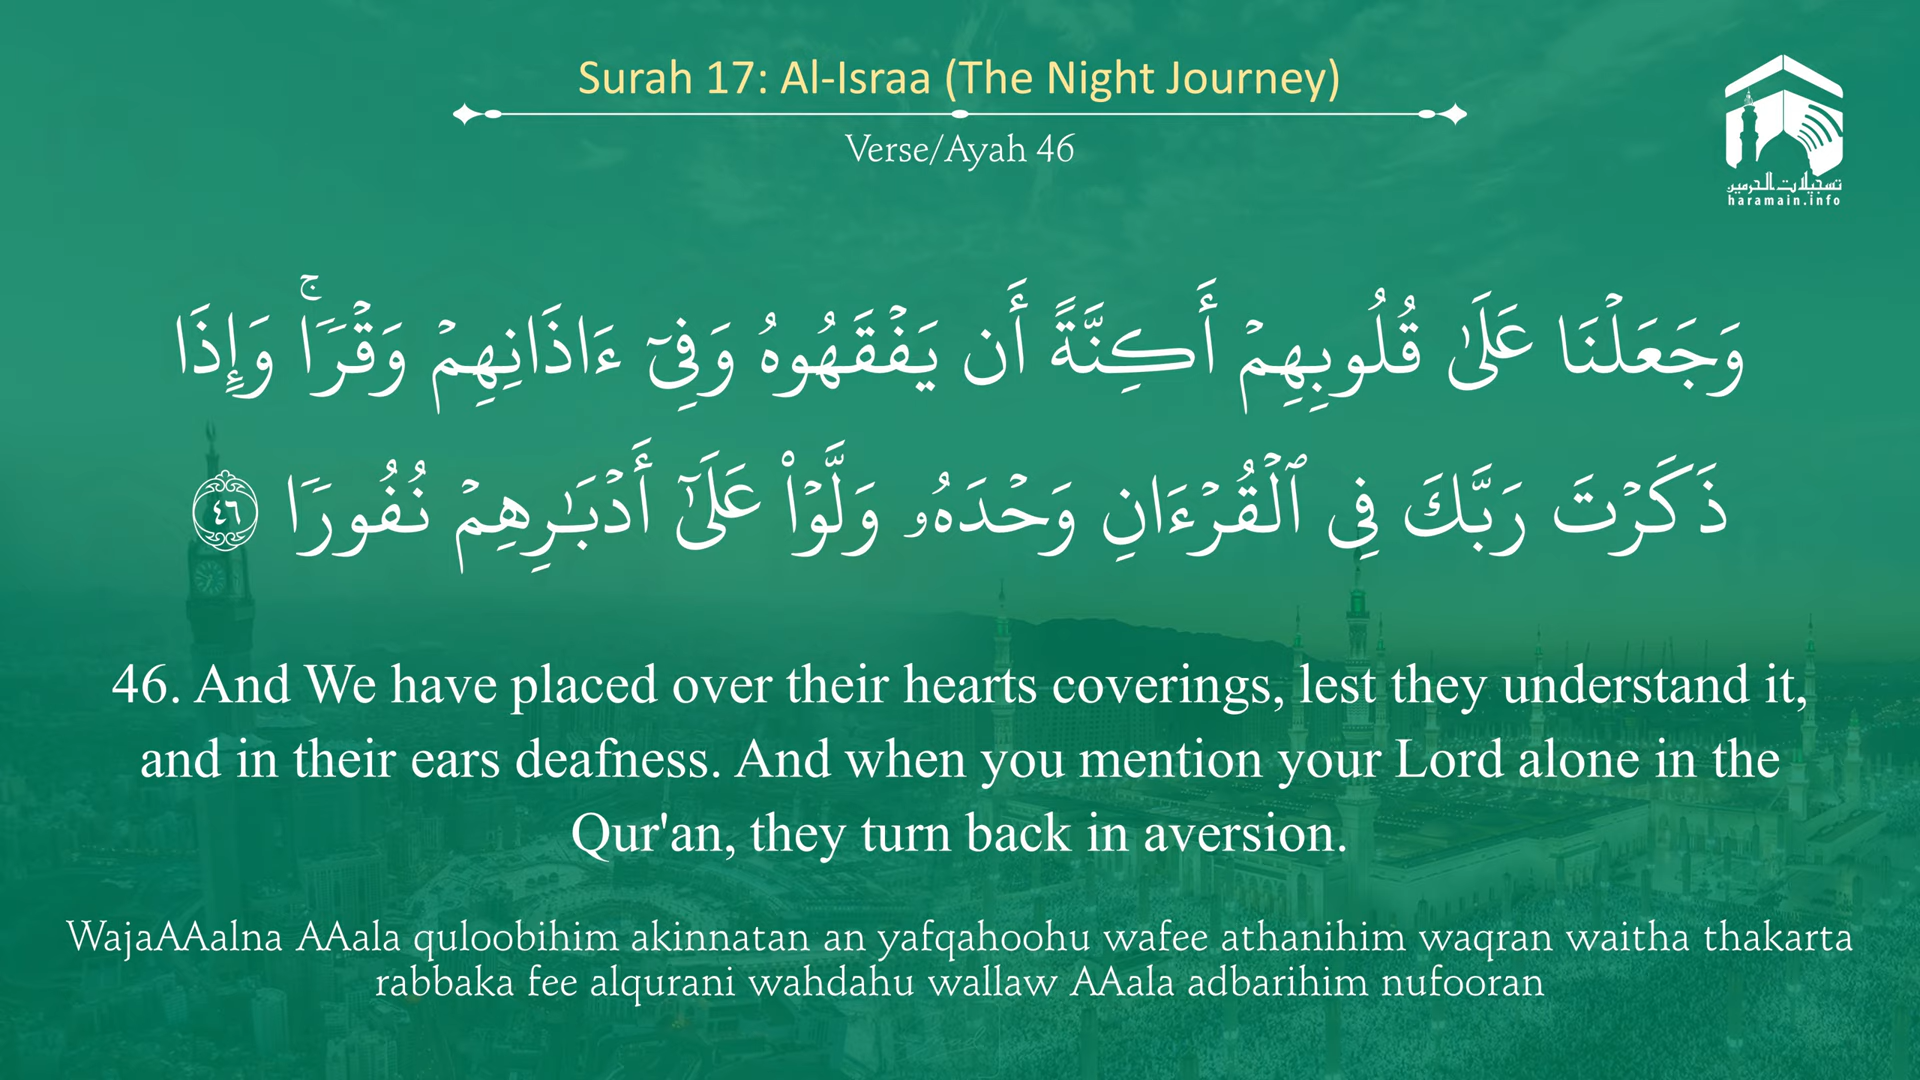 Surah 17: Al-Israa (The Night Journey)
Verse/Ayah 46
تسجيلات الحرمين
haramain.info
وَجَعَلۡنَا عَلَىٰ قُلُوبِهِمۡ أَكِنَّةً أَن يَفۡقَهُوهُ وَفِيٓ ءَاذَانِهِمۡ وَقۡرٗاۚ وَإِذَا
ذَكَرۡتَ رَبَّكَ فِي ٱلۡقُرۡءَانِ وَحۡدَهُۥ وَلَّوۡاْ عَلَىٰٓ أَدۡبَٰرِهِمۡ نُفُورٗا ٤٦
46. And We have placed over their hearts coverings, lest they understand it,
and in their ears deafness. And when you mention your Lord alone in the
Qur'an, they turn back in aversion.
WajaAAalna AAala quloobihim akinnatan an yafqahoohu wafee athanihim waqran waitha thakarta
rabbaka fee alqurani wahdahu wallaw AAala adbarihim nufooran